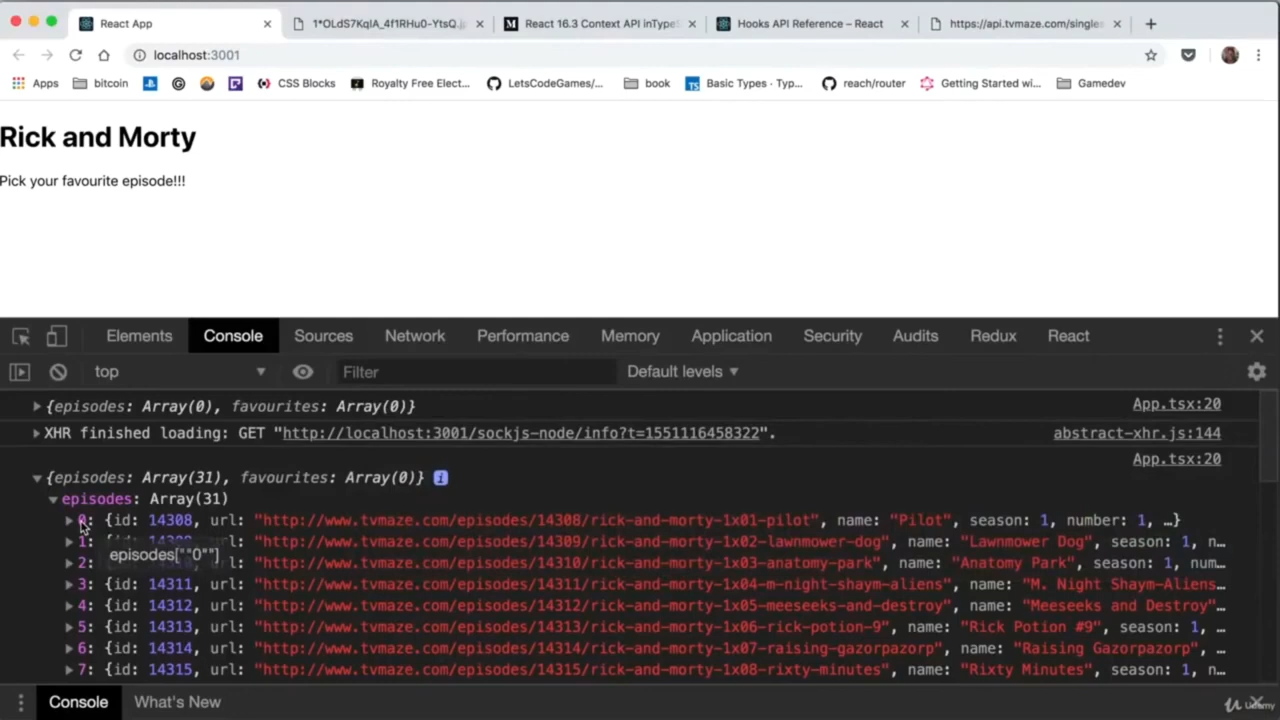 React App
1*OLdS7KqIA_4f1RHu0-YtsQ.j
React 16.3 Context API inTypeS
Hooks API Reference – React
https://api.tvmaze.com/singles
localhost:3001
Apps
bitcoin
CSS Blocks
Royalty Free Elect...
LetsCodeGames/...
book
Basic Types · Typ...
reach/router
Getting Started wi...
Gamedev
Rick and Morty
Pick your favourite episode!!!
Elements Console Sources Network Performance Memory Application Security Audits Redux React
top Filter Default levels
{episodes: Array(0), favourites: Array(0)} App.tsx:20
XHR finished loading: GET "http://localhost:3001/sockjs-node/info?t=1551116458322". abstract-xhr.js:144
App.tsx:20
{episodes: Array(31), favourites: Array(0)}
episodes: Array(31)
0: {id: 14308, url: "http://www.tvmaze.com/episodes/14308/rick-and-morty-1x01-pilot", name: "Pilot", season: 1, number: 1, …}
1: url: "http://www.tvmaze.com/episodes/14309/rick-and-morty-1x02-lawnmower-dog", name: "Lawnmower Dog", season: 1, n…
episodes[""0""]
2: url: "http://www.tvmaze.com/episodes/14310/rick-and-morty-1x03-anatomy-park", name: "Anatomy Park", season: 1, num…
3: {id: 14311, url: "http://www.tvmaze.com/episodes/14311/rick-and-morty-1x04-m-night-shaym-aliens", name: "M. Night Shaym-Aliens…
4: {id: 14312, url: "http://www.tvmaze.com/episodes/14312/rick-and-morty-1x05-meeseeks-and-destroy", name: "Meeseeks and Destroy"…
5: {id: 14313, url: "http://www.tvmaze.com/episodes/14313/rick-and-morty-1x06-rick-potion-9", name: "Rick Potion #9", season: 1, …
6: {id: 14314, url: "http://www.tvmaze.com/episodes/14314/rick-and-morty-1x07-raising-gazorpazorp", name: "Raising Gazorpazorp", …
7: {id: 14315, url: "http://www.tvmaze.com/episodes/14315/rick-and-morty-1x08-rixty-minutes", name: "Rixty Minutes", season: 1, n…
Console What's New
Udemy